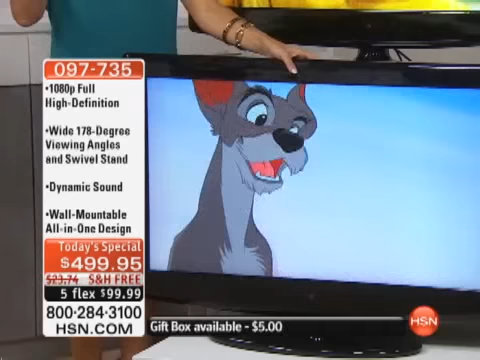 097-735
•1080p Full
High-Definition
•Wide 178-Degree
Viewing Angles
and Swivel Stand
•Dynamic Sound
•Wall-Mountable
All-in-One Design
Today's Special
$499.95
$23.74 S&H FREE
5 flex $99.99
800-284-3100
HSN.COM
Gift Box available - $5.00
HSN